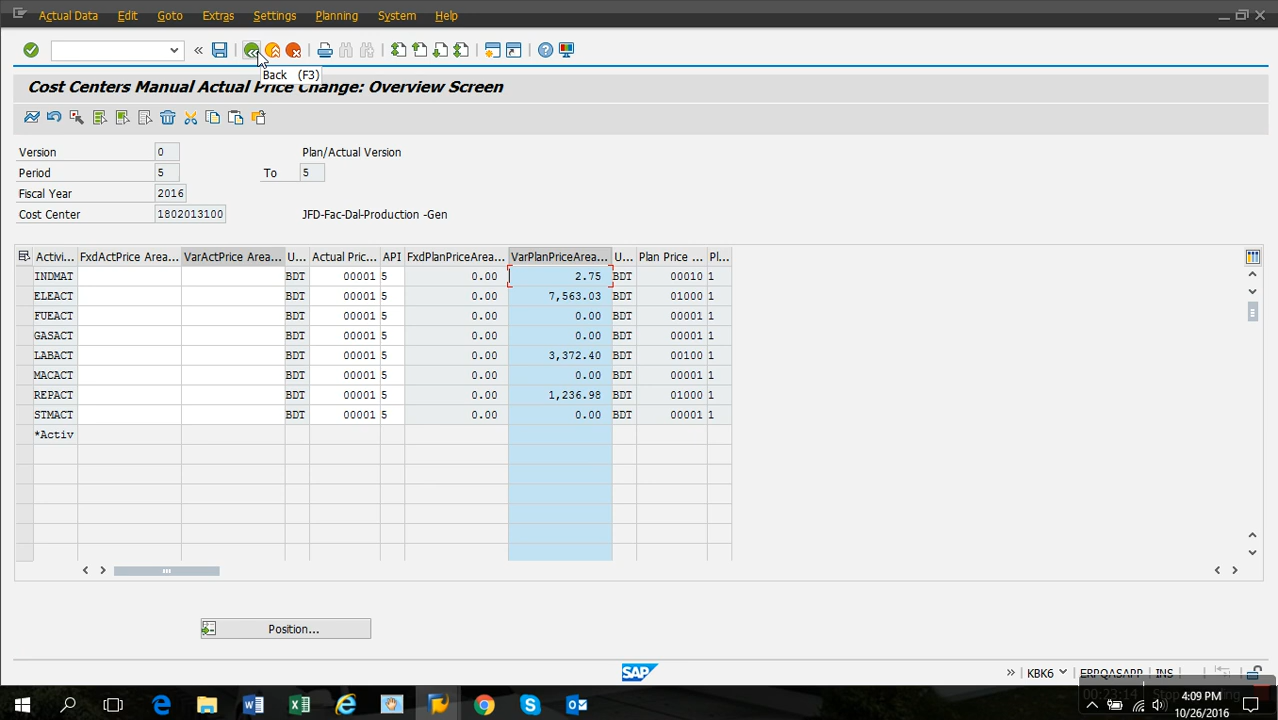 Actual Data Edit Goto Extras Settings Planning System Help
Back (F3)
Cost Centers Manual Actual Price Change: Overview Screen
Version 0 Plan/Actual Version
Period 5 To 5
Fiscal Year 2016
Cost Center 1802013100 JFD-Fac-Dal-Production -Gen
Activi... FxdActPrice Area... VarActPrice Area... U... Actual Pric... API FxdPlanPriceArea... VarPlanPriceArea... U... Plan Price ... Pl...
INDMAT BDT 00001 5 0.00 2.75 BDT 00010 1
ELEACT BDT 00001 5 0.00 7,563.03 BDT 01000 1
FUEACT BDT 00001 5 0.00 0.00 BDT 00001 1
GASACT BDT 00001 5 0.00 0.00 BDT 00001 1
LABACT BDT 00001 5 0.00 3,372.40 BDT 00100 1
MACACT BDT 00001 5 0.00 0.00 BDT 00001 1
REPACT BDT 00001 5 0.00 1,236.98 BDT 01000 1
STMACT BDT 00001 5 0.00 0.00 BDT 00001 1
*Activ
Position...
SAP
KBK6 ERPQASAPP INS
00:23:14 Stop
4:09 PM
10/26/2016